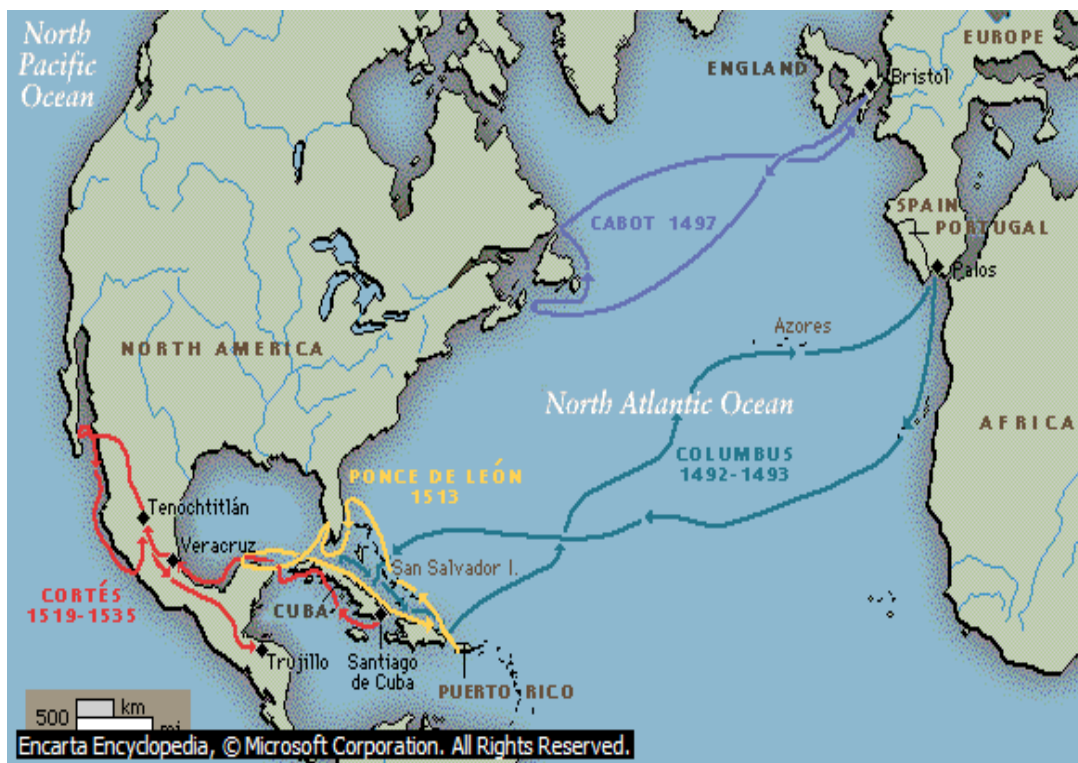 North
Pacific
Ocean
EUROPE
ENGLAND
Bristol
CABOT 1497
SPAIN
PORTUGAL
Palos
Azores
NORTH AMERICA
North Atlantic Ocean
AFRICA
COLUMBUS
1492-1493
PONCE DE LEÓN
1513
Tenochtitlán
Veracruz
San Salvador I.
CORTÉS
1519-1535
CUBA
Trujillo
Santiago
de Cuba
PUERTO RICO
km
500
mi
Encarta Encyclopedia, © Microsoft Corporation. All Rights Reserved.